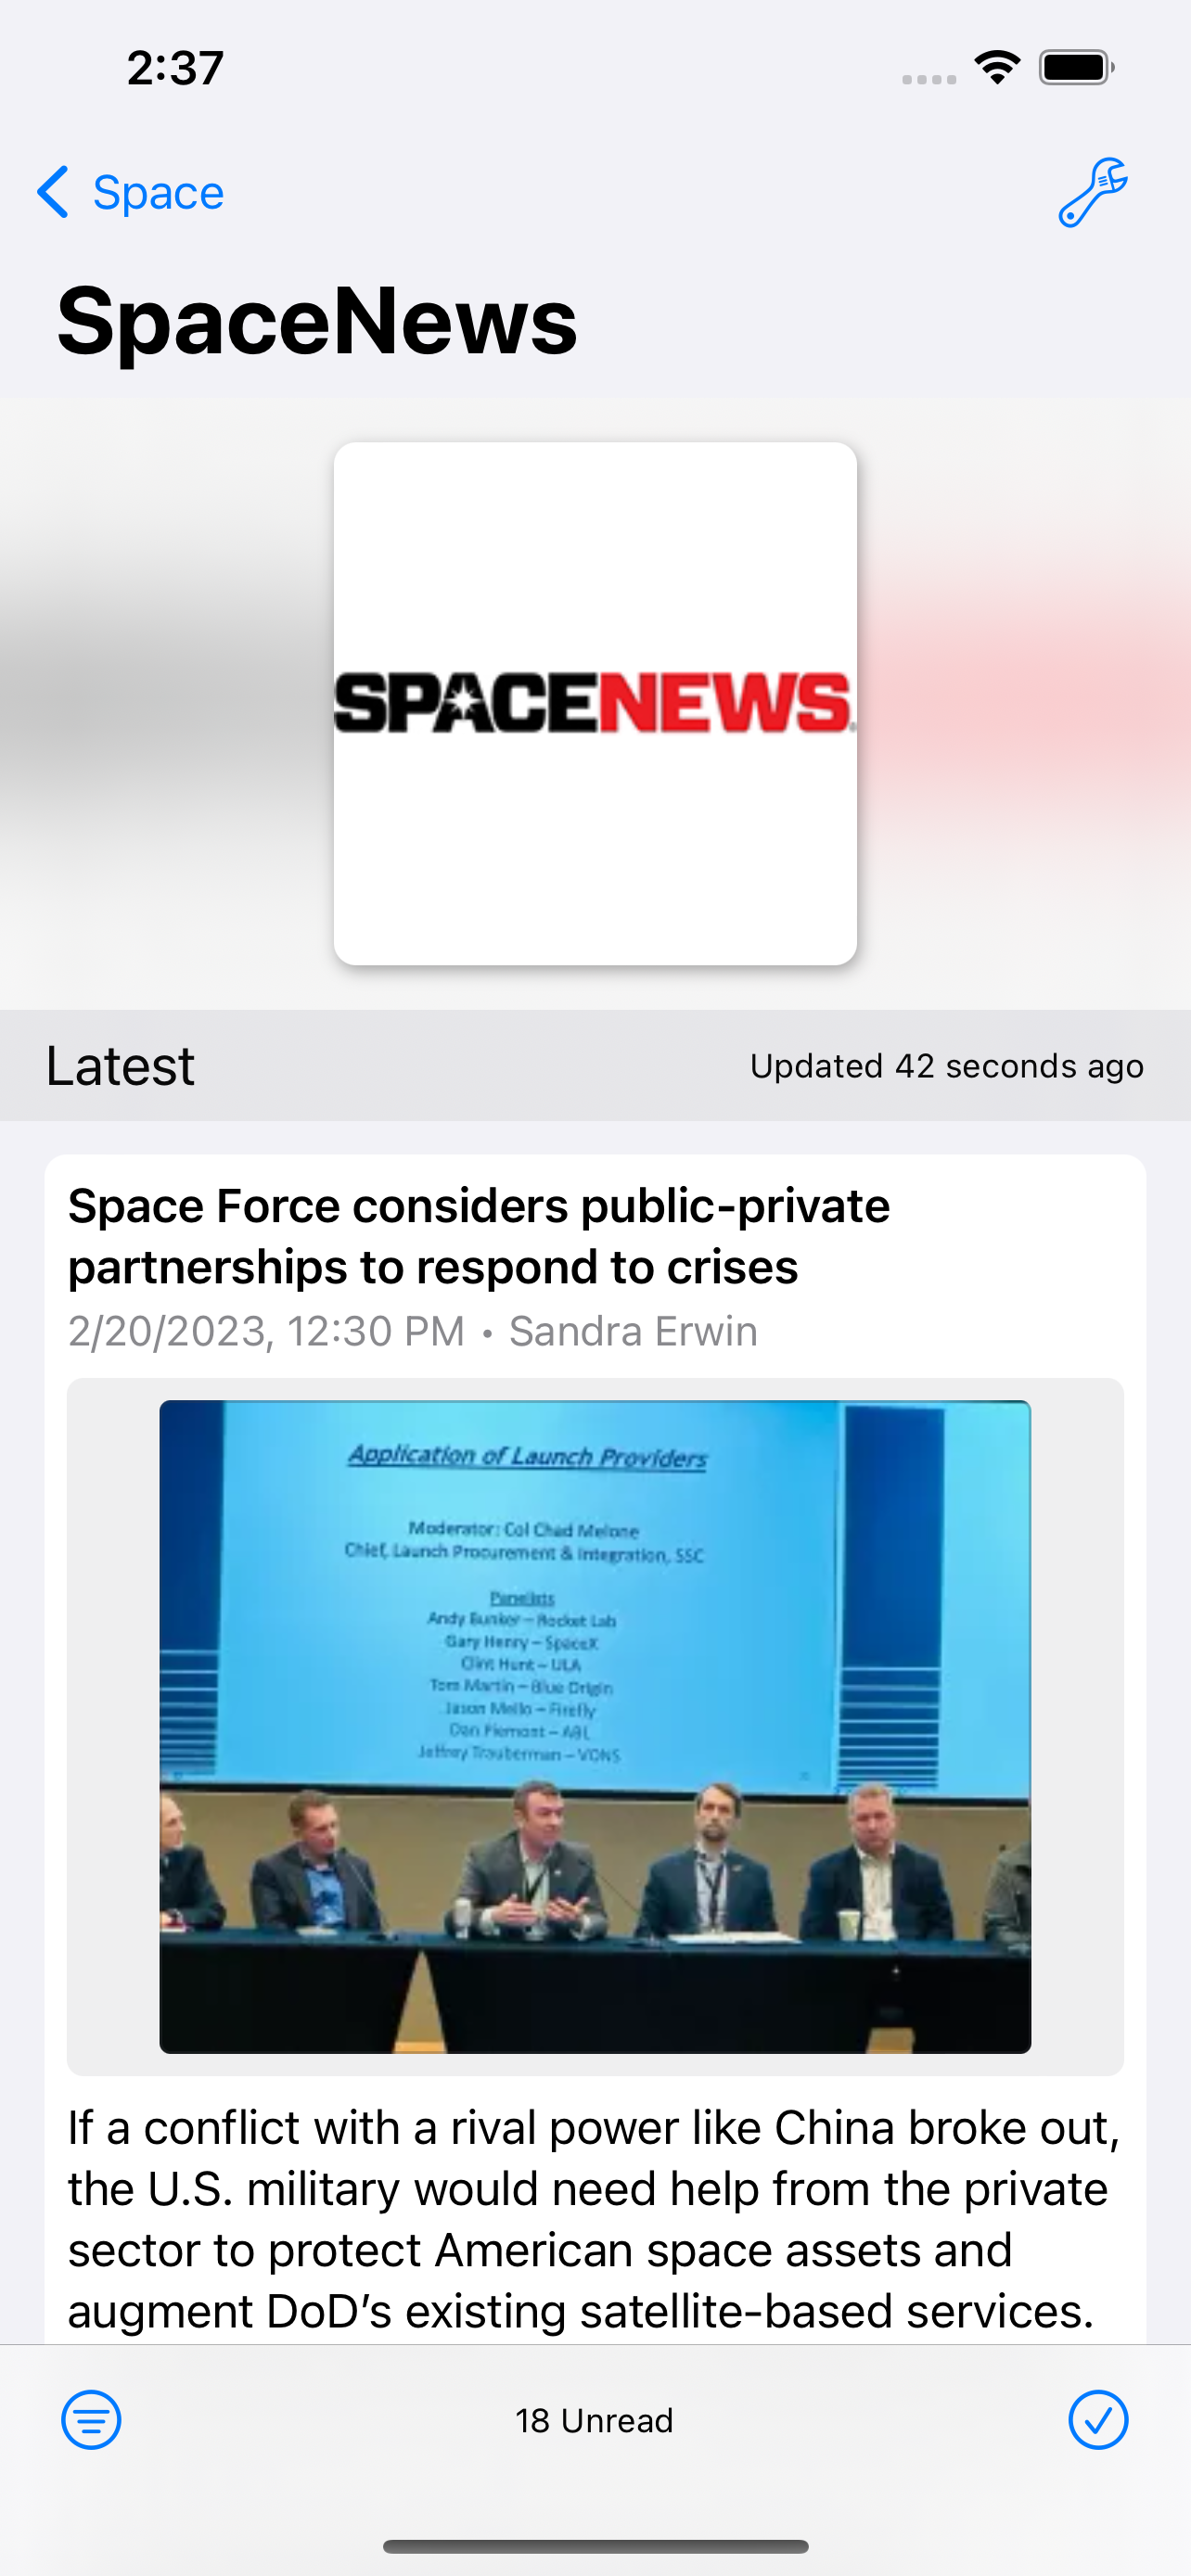 2:37
Space
SpaceNews
SPACENEWS
Latest
Updated 42 seconds ago
Space Force considers public-private
partnerships to respond to crises
2/20/2023, 12:30 PM • Sandra Erwin
Application of Launch Providers
Moderator: Col Chad Melone
Chief, Launch Procurement & Integration, SSC
Panelists
Andy Bunker – Rocket Lab
Gary Henry – SpaceX
Clint Hunt – ULA
Tom Martin – Blue Origin
Jason Mello – Firefly
Dan Piemont – ABL
Jeffrey Trauberman – VONS
If a conflict with a rival power like China broke out,
the U.S. military would need help from the private
sector to protect American space assets and
augment DoD’s existing satellite-based services.
18 Unread